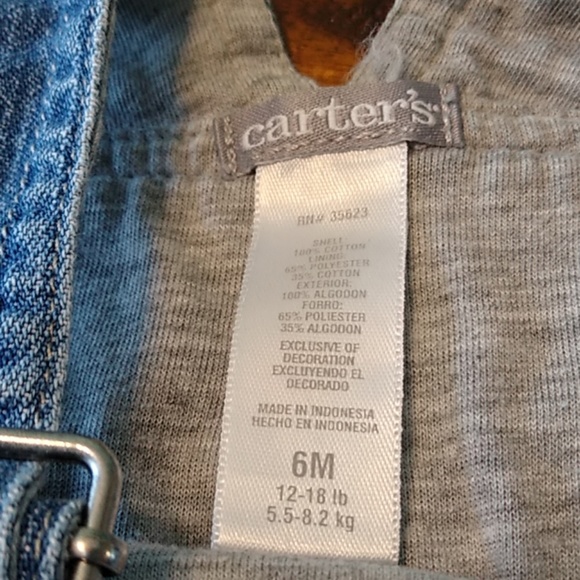 carter's
RN# 35623
SHELL:
100% COTTON
LINING:
65% POLYESTER
35% COTTON
EXTERIOR:
100% ALGODON
FORRO:
65% POLIESTER
35% ALGODON
EXCLUSIVE OF
DECORATION
EXCLUYENDO EL
DECORADO
MADE IN INDONESIA
HECHO EN INDONESIA
6M
12-18 lb
5.5-8.2 kg